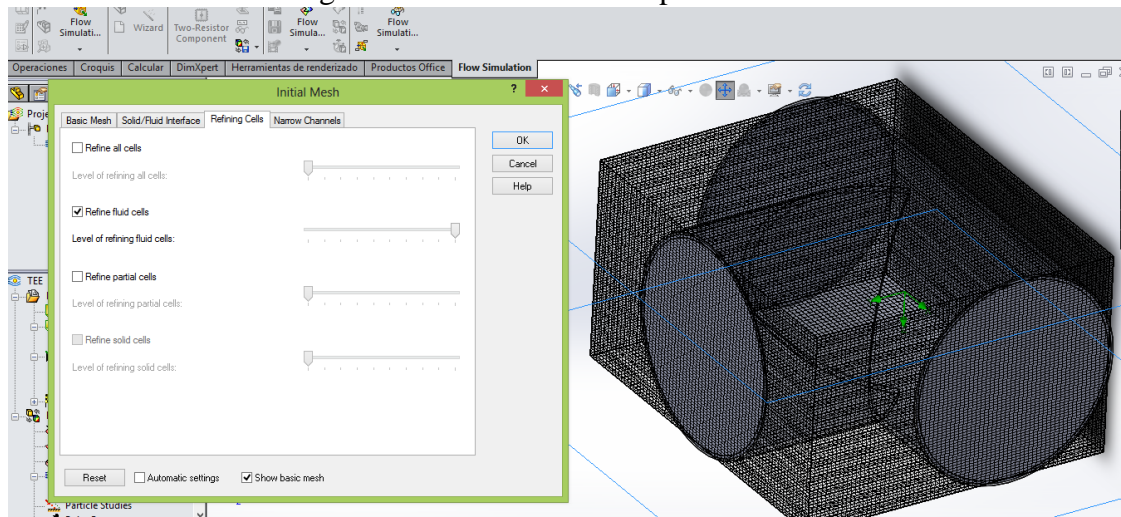 Flow
Simulati...
Wizard
Two-Resistor
Component
Flow
Simula...
Flow
Simulati...
Operaciones Croquis Calcular DimXpert Herramientas de renderizado Productos Office Flow Simulation
Initial Mesh
? ×
Proje
Basic Mesh Solid/Fluid Interface Refining Cells Narrow Channels
Refine all cells
OK
Level of refining all cells:
Cancel
Help
Refine fluid cells
Level of refining fluid cells:
TEE
Refine partial cells
Level of refining partial cells:
Refine solid cells
Level of refining solid cells:
Reset Automatic settings Show basic mesh
Particle Studies